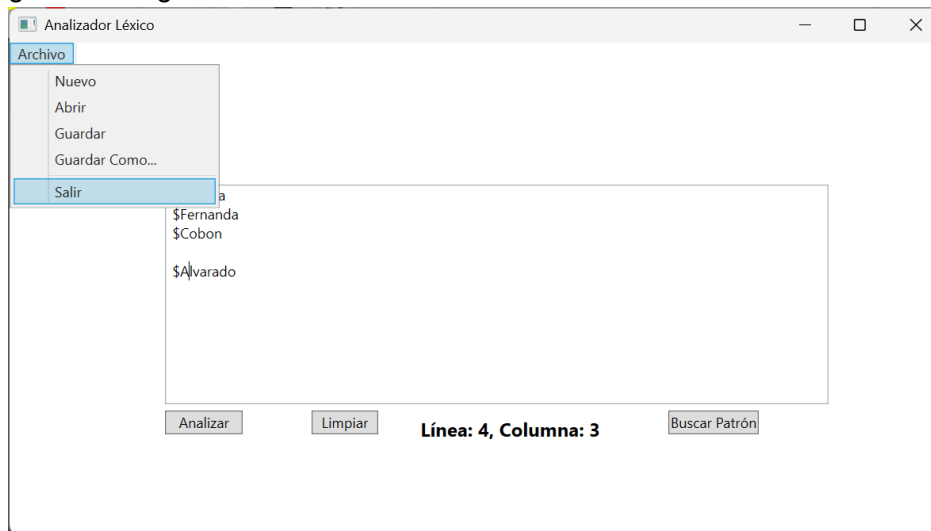 Analizador Léxico
Archivo
Nuevo
Abrir
Guardar
Guardar Como...
Salir
a
$Fernanda
$Cobon
$Alvarado
Analizar
Limpiar
Línea: 4, Columna: 3
Buscar Patrón